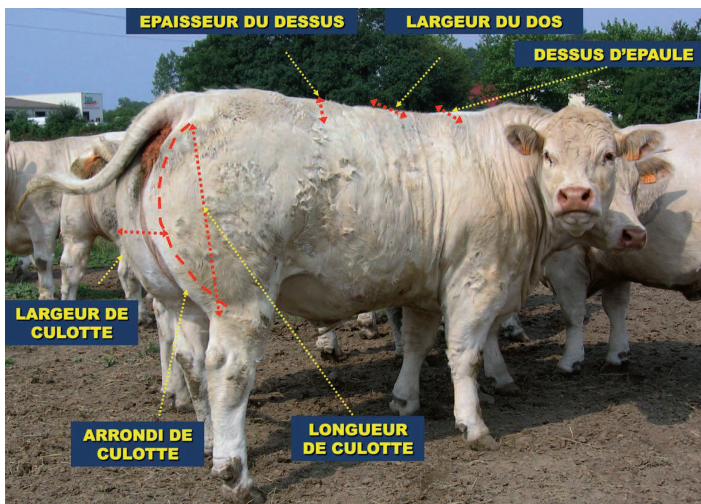 EPAISSEUR DU DESSUS
LARGEUR DU DOS
DESSUS D'EPAULE
LARGEUR DE
CULOTTE
ARRONDI DE
CULOTTE
LONGUEUR
DE CULOTTE